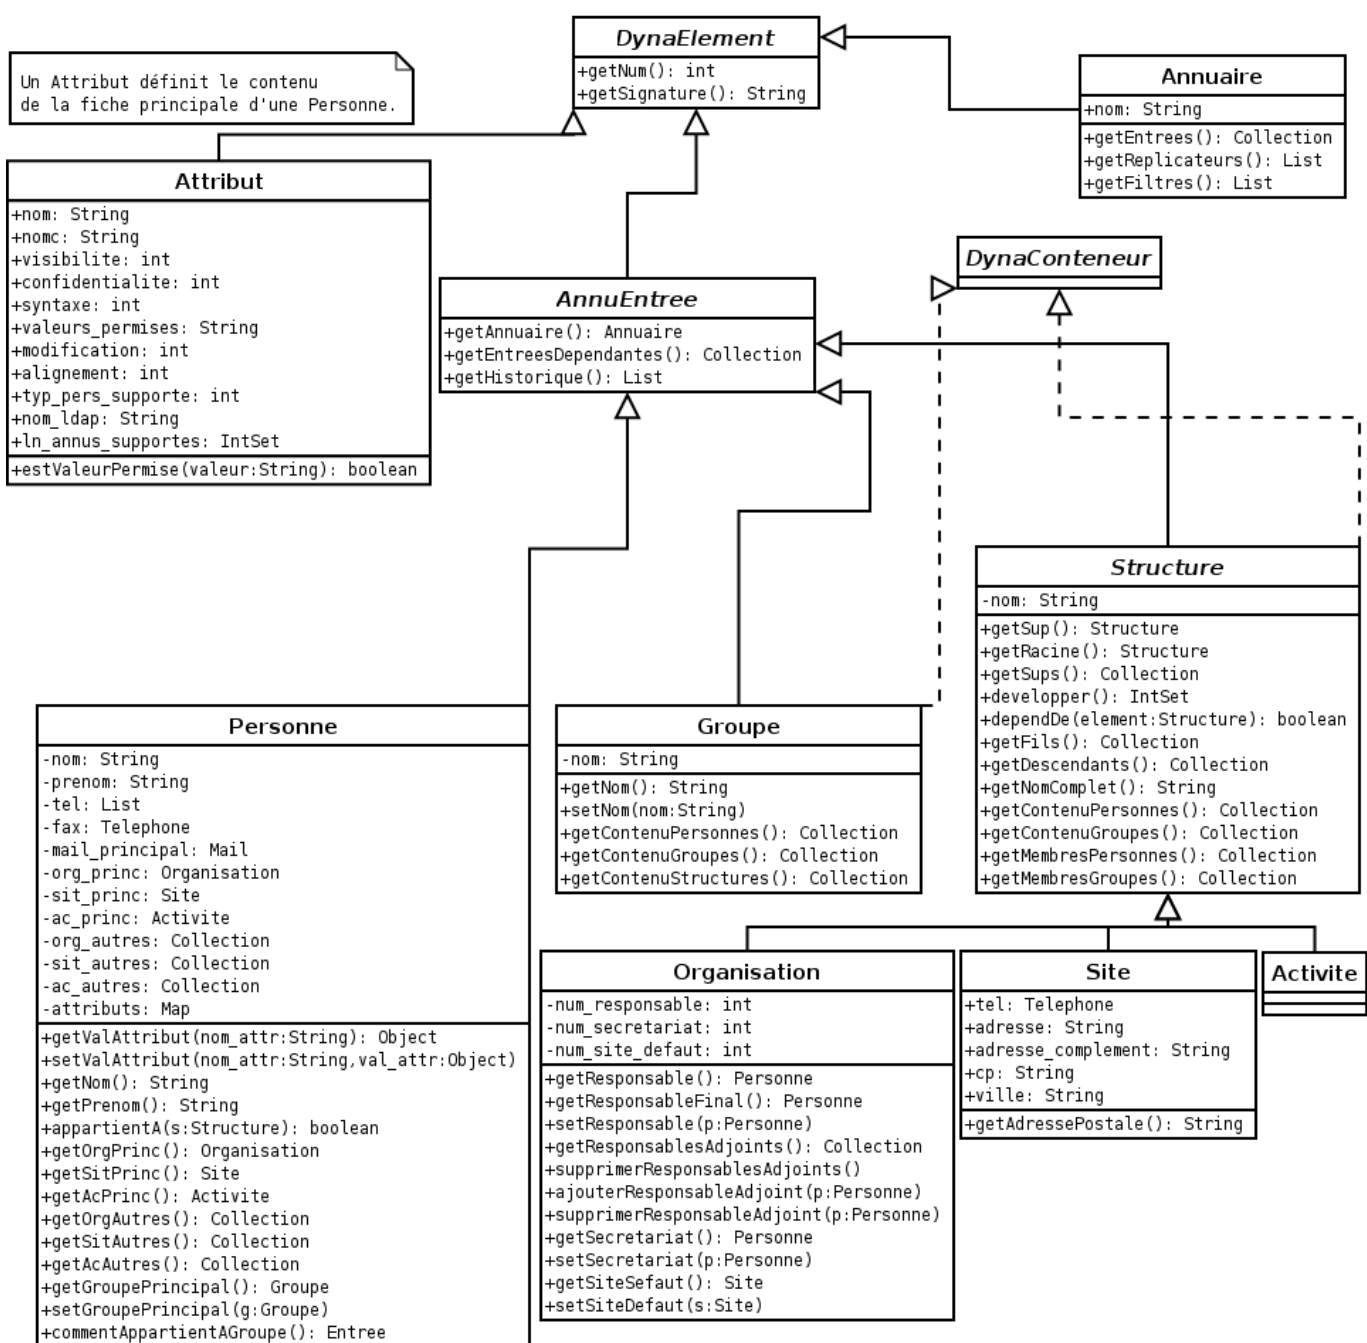 DynaElement
+getNum(): int
+getSignature(): String
Annuaire
+nom: String
+getEntrees(): Collection
+getReplicateurs(): List
+getFiltres(): List
Un Attribut définit le contenu
de la fiche principale d'une Personne.
Attribut
+nom: String
+nomc: String
+visibilite: int
+confidentialite: int
+syntaxe: int
+valeurs_permises: String
+modification: int
+alignement: int
+typ_pers_supporte: int
+nom_ldap: String
+ln_annus_supportes: IntSet
+estValeurPermise(valeur:String): boolean
DynaConteneur
AnnuEntree
+getAnnuaire(): Annuaire
+getEntreesDependantes(): Collection
+getHistorique(): List
Structure
-nom: String
+getSup(): Structure
+getRacine(): Structure
+getSups(): Collection
+developper(): IntSet
+dependDe(element:Structure): boolean
+getFils(): Collection
+getDescendants(): Collection
+getNomComplet(): String
+getContenuPersonnes(): Collection
+getContenuGroupes(): Collection
+getMembresPersonnes(): Collection
+getMembresGroupes(): Collection
Personne
-nom: String
-prenom: String
-tel: List
-fax: Telephone
-mail_principal: Mail
-org_princ: Organisation
-sit_princ: Site
-ac_princ: Activite
-org_autres: Collection
-sit_autres: Collection
-ac_autres: Collection
-attributs: Map
+getValAttribut(nom_attr:String): Object
+setValAttribut(nom_attr:String,val_attr:Object)
+getNom(): String
+getPrenom(): String
+appartientA(s:Structure): boolean
+getOrgPrinc(): Organisation
+getSitPrinc(): Site
+getAcPrinc(): Activite
+getOrgAutres(): Collection
+getSitAutres(): Collection
+getAcAutres(): Collection
+getGroupePrincipal(): Groupe
+setGroupePrincipal(g:Groupe)
+commentAppartientAGroupe(): Entree
Groupe
-nom: String
+getNom(): String
+setNom(nom:String)
+getContenuPersonnes(): Collection
+getContenuGroupes(): Collection
+getContenuStructures(): Collection
Organisation
-num_responsable: int
-num_secretariat: int
-num_site_defaut: int
+getResponsable(): Personne
+getResponsableFinal(): Personne
+setResponsable(p:Personne)
+getResponsablesAdjoints(): Collection
+supprimerResponsablesAdjoints()
+ajouterResponsableAdjoint(p:Personne)
+supprimerResponsableAdjoint(p:Personne)
+getSecretariat(): Personne
+setSecretariat(p:Personne)
+getSiteSefaut(): Site
+setSiteDefaut(s:Site)
Site
+tel: Telephone
+adresse: String
+adresse_complement: String
+cp: String
+ville: String
+getAdressePostale(): String
Activite